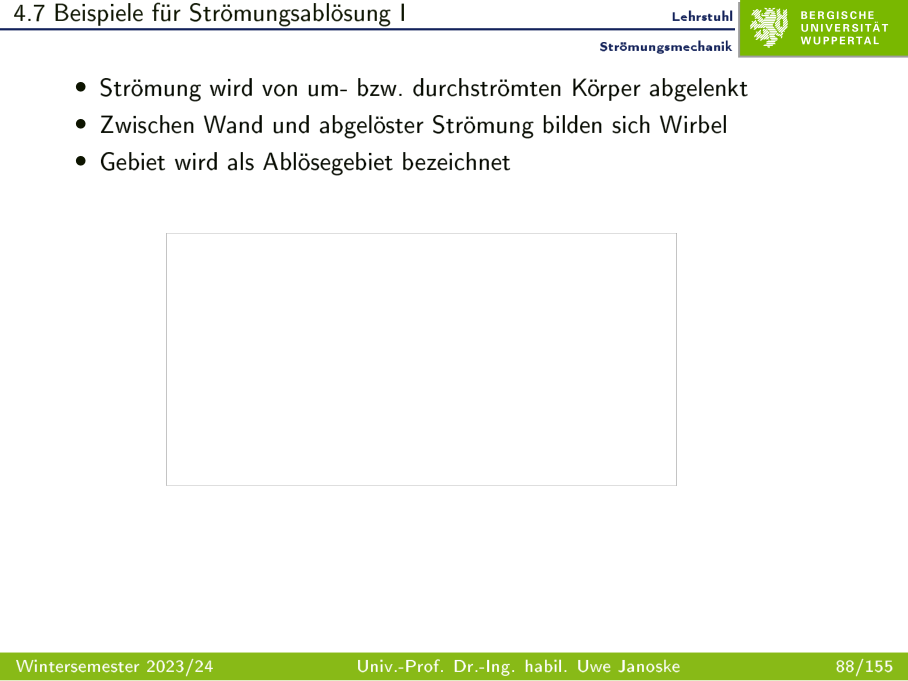 4.7 Beispiele für Strömungsablösung I
Lehrstuhl
Strömungsmechanik
BERGISCHE
UNIVERSITÄT
WUPPERTAL
• Strömung wird von um- bzw. durchströmten Körper abgelenkt
• Zwischen Wand und abgelöster Strömung bilden sich Wirbel
• Gebiet wird als Ablösegebiet bezeichnet
Wintersemester 2023/24
Univ.-Prof. Dr.-Ing. habil. Uwe Janoske
88/155